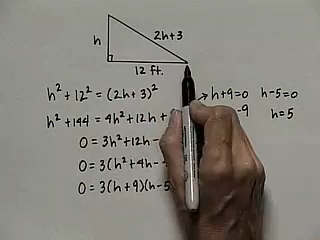 h
2h+3
12 ft.
h² + 12² = (2h+3)²
h² + 144 = 4h² + 12h +
0 = 3h² + 12h -
0 = 3(h² + 4h -
0 = 3(h+9)(h-5
h+9=0 h-5=0
-9 h=5